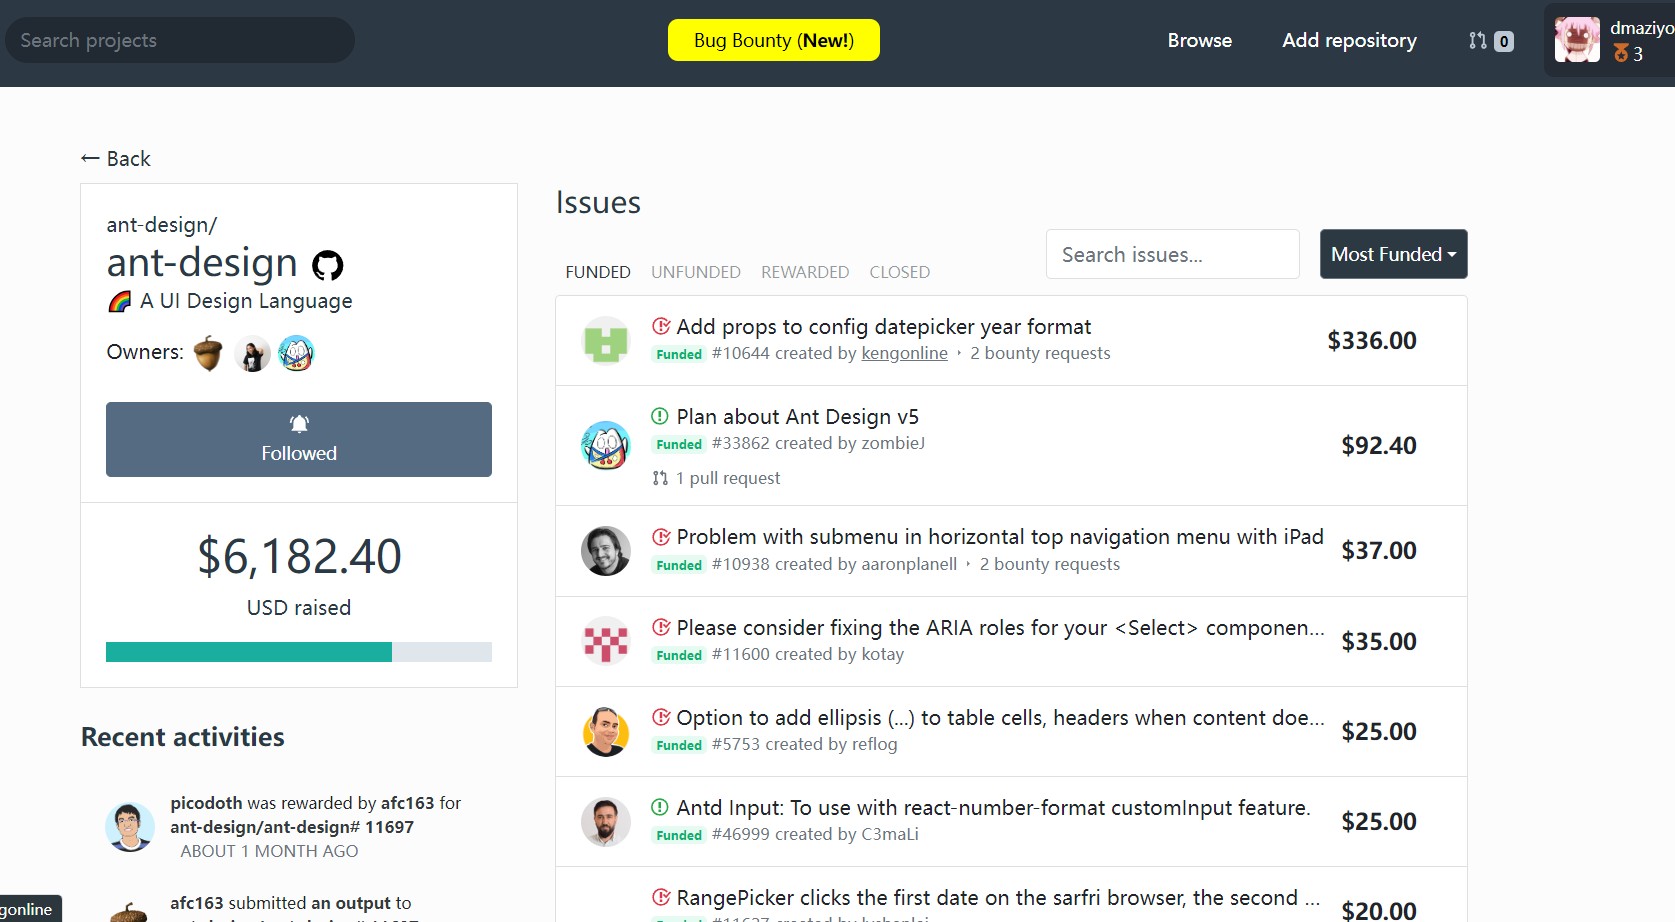 Search projects
Bug Bounty (New!)
Browse
Add repository
0
dmaziyo
3
← Back
ant-design/
ant-design
A UI Design Language
Owners:
Followed
$6,182.40
USD raised
Recent activities
picodoth was rewarded by afc163 for
ant-design/ant-design# 11697
ABOUT 1 MONTH AGO
afc163 submitted an output to
gonline
Issues
FUNDED UNFUNDED REWARDED CLOSED
Search issues...
Most Funded
Add props to config datepicker year format
Funded #10644 created by kengonline · 2 bounty requests
$336.00
Plan about Ant Design v5
Funded #33862 created by zombieJ
1 pull request
$92.40
Problem with submenu in horizontal top navigation menu with iPad
Funded #10938 created by aaronplanell · 2 bounty requests
$37.00
Please consider fixing the ARIA roles for your <Select> componen...
Funded #11600 created by kotay
$35.00
Option to add ellipsis (...) to table cells, headers when content doe...
Funded #5753 created by reflog
$25.00
Antd Input: To use with react-number-format customInput feature.
Funded #46999 created by C3maLi
$25.00
RangePicker clicks the first date on the sarfri browser, the second ...
$20.00